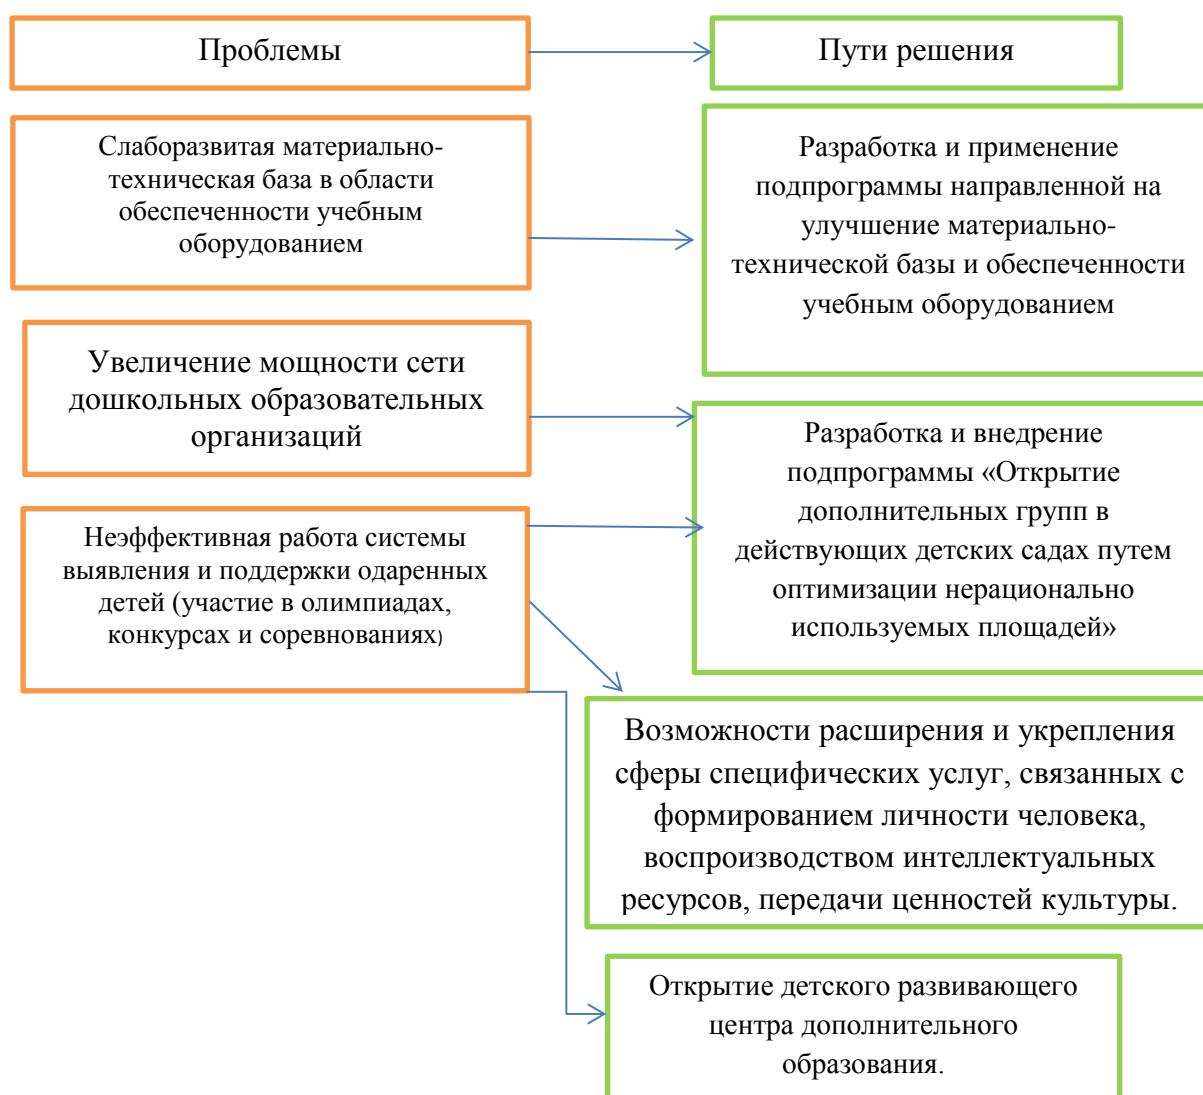 Проблемы
Пути решения
Слаборазвитая материально-
техническая база в области
обеспеченности учебным
оборудованием
Разработка и применение
подпрограммы направленной на
улучшение материально-
технической базы и обеспеченности
учебным оборудованием
Увеличение мощности сети
дошкольных образовательных
организаций
Разработка и внедрение
подпрограммы «Открытие
дополнительных групп в
действующих детских садах путем
оптимизации нерационально
используемых площадей»
Неэффективная работа системы
выявления и поддержки одаренных
детей (участие в олимпиадах,
конкурсах и соревнованиях)
Возможности расширения и укрепления
сферы специфических услуг, связанных с
формированием личности человека,
воспроизводством интеллектуальных
ресурсов, передачи ценностей культуры.
Открытие детского развивающего
центра дополнительного
образования.